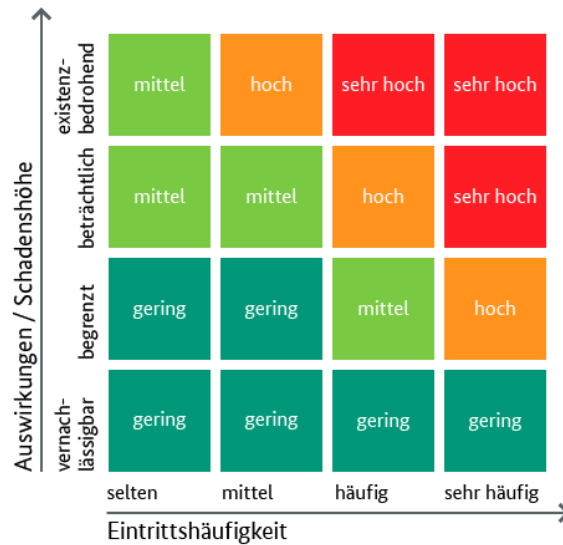 Auswirkungen / Schadenshöhe
existenz-
bedrohend
mittel
hoch
sehr hoch
sehr hoch
beträchtlich
mittel
mittel
hoch
sehr hoch
begrenzt
gering
gering
mittel
hoch
vernach-
lässigbar
gering
gering
gering
gering
selten
mittel
häufig
sehr häufig
Eintrittshäufigkeit